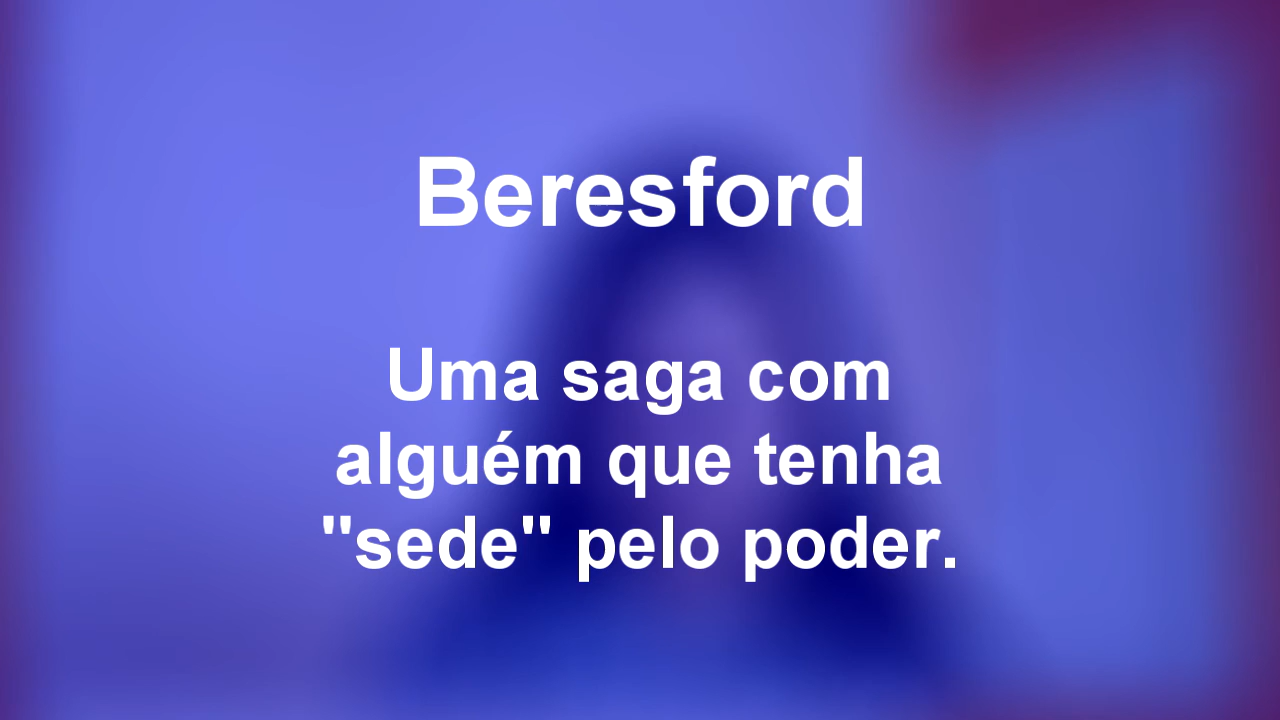 Beresford
Uma saga com
alguém que tenha
"sede" pelo poder.